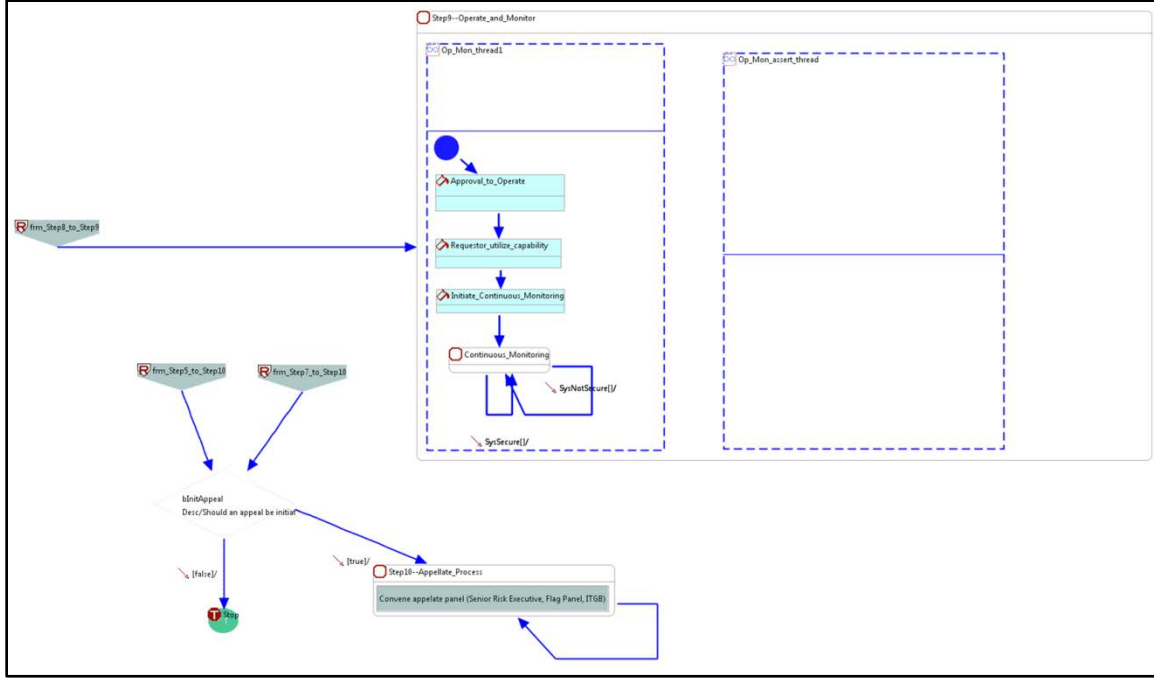 Step9--Operate_and_Monitor
Op_Mon_thread1
Op_Mon_assert_thread
Approval_to_Operate
frm_Step8_to_Step9
Requestor_utilize_capability
Initiate_Continuous_Monitoring
Continuous_Monitoring
frm_Step5_to_Step10
frm_Step7_to_Step10
SysNotSecure[]/
SysSecure[]/
bInitAppeal
Desc/Should an appeal be initial
[true]/
[false]/
Step10--Appellate_Process
Convene appelate panel (Senior Risk Executive, Flag Panel, ITGB)
Stop
T